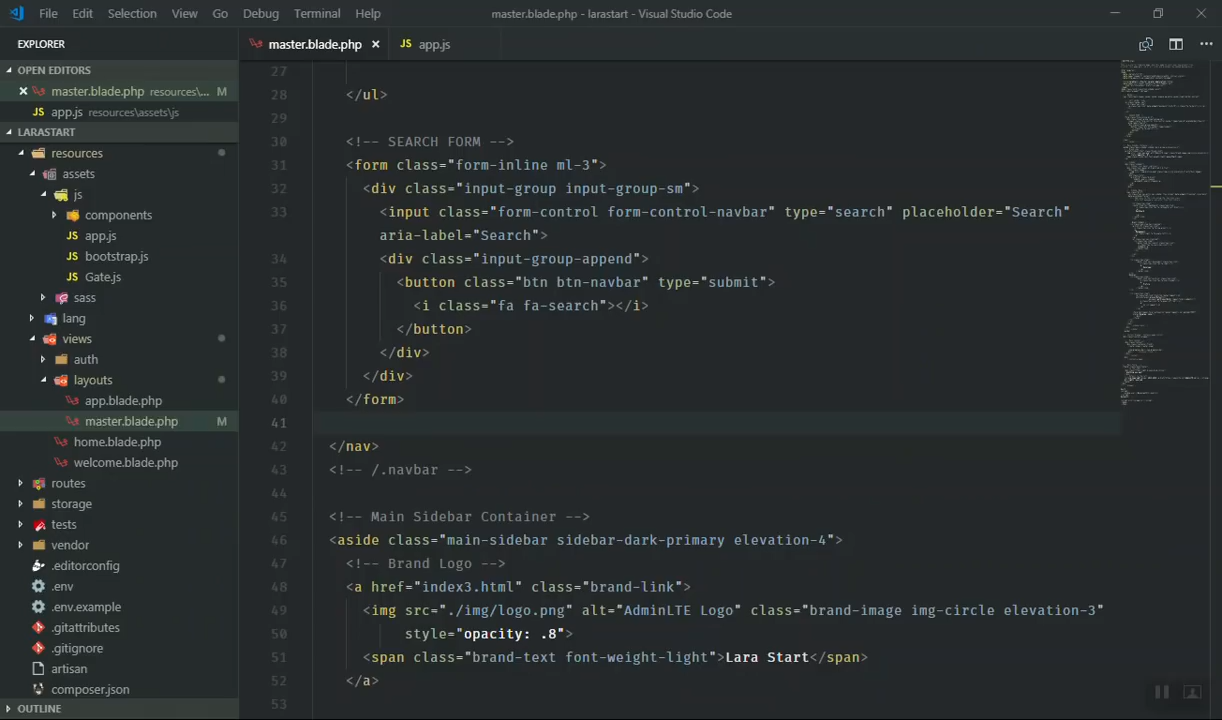 File Edit Selection View Go Debug Terminal Help
master.blade.php - larastart - Visual Studio Code
EXPLORER
OPEN EDITORS
master.blade.php resources\... M
JS app.js resources\assets\js
LARASTART
resources
assets
js
components
JS app.js
JS bootstrap.js
JS Gate.js
sass
lang
views
auth
layouts
app.blade.php
master.blade.php M
home.blade.php
welcome.blade.php
routes
storage
tests
vendor
.editorconfig
.env
.env.example
.gitattributes
.gitignore
artisan
composer.json
OUTLINE
master.blade.php
JS app.js
27
28 </ul>
29
30 <!-- SEARCH FORM -->
31 <form class="form-inline ml-3">
32 <div class="input-group input-group-sm">
33 <input class="form-control form-control-navbar" type="search" placeholder="Search"
aria-label="Search">
34 <div class="input-group-append">
35 <button class="btn btn-navbar" type="submit">
36 <i class="fa fa-search"></i>
37 </button>
38 </div>
39 </div>
40 </form>
41
42 </nav>
43 <!-- /.navbar -->
44
45 <!-- Main Sidebar Container -->
46 <aside class="main-sidebar sidebar-dark-primary elevation-4">
47 <!-- Brand Logo -->
48 <a href="index3.html" class="brand-link">
49 <img src="./img/logo.png" alt="AdminLTE Logo" class="brand-image img-circle elevation-3"
50 style="opacity: .8">
51 <span class="brand-text font-weight-light">Lara Start</span>
52 </a>
53